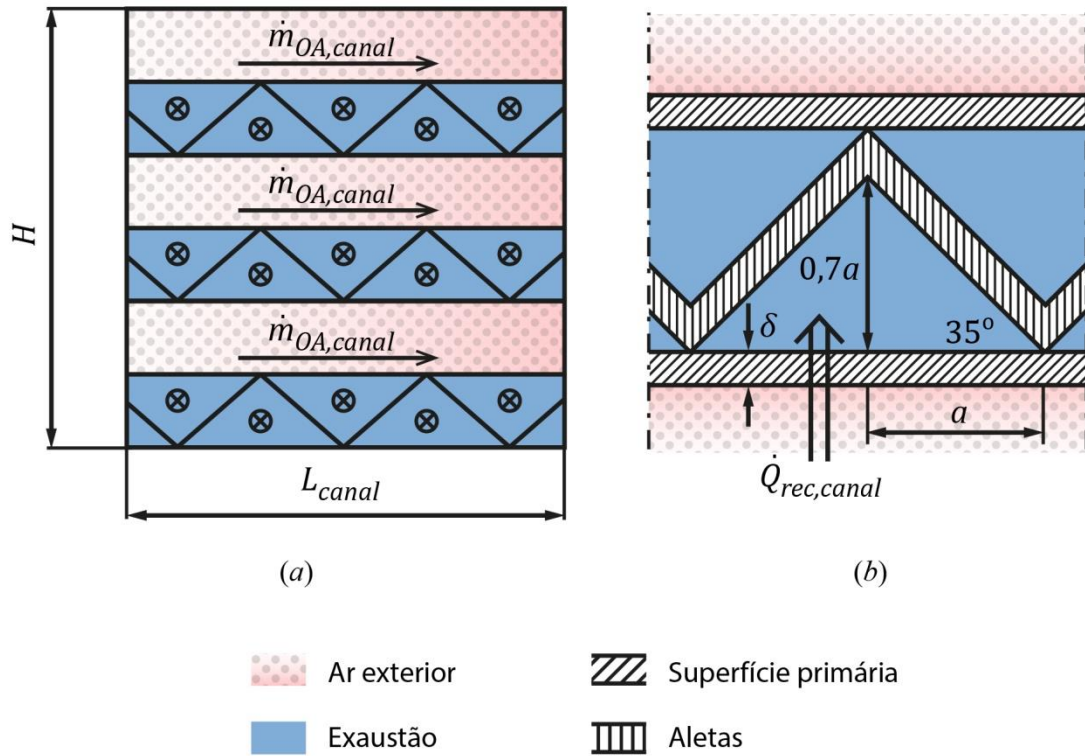 ṁ_OA,canal
ṁ_OA,canal
ṁ_OA,canal
H
L_canal
(a)
0,7a
δ
35º
a
Q̇_rec,canal
(b)
Ar exterior
Superfície primária
Exaustão
Aletas